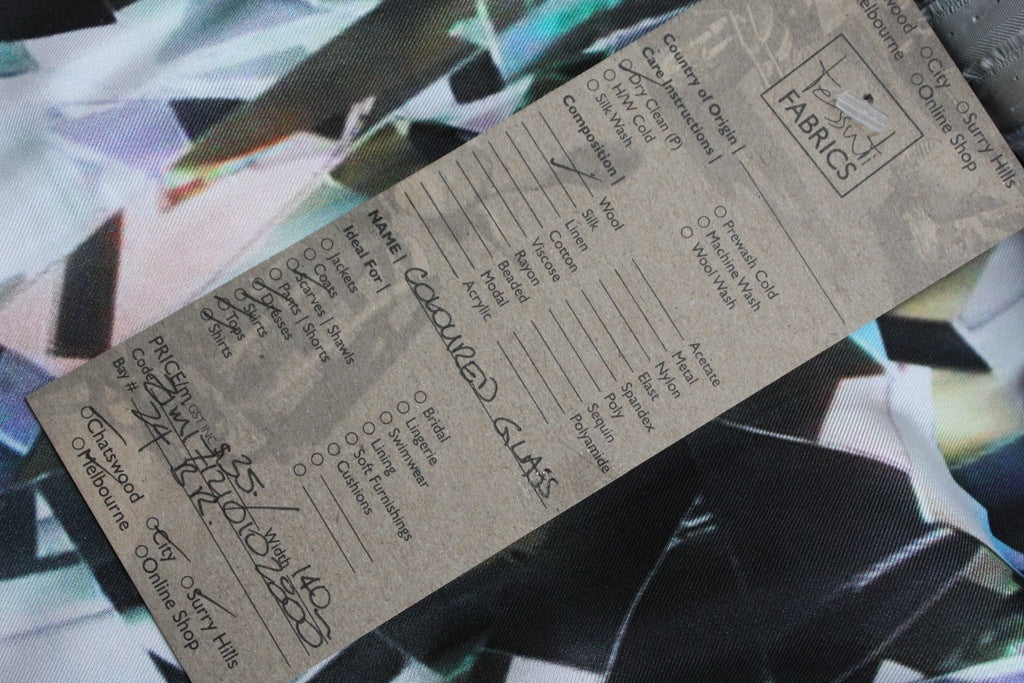 Chatswood
Melbourne
City
Online Shop
Surry Hills
tessuti
FABRICS
Country of Origin |
Care Instructions |
Dry Clean (P)
H/W Cold
Silk Wash
Prewash Cold
Machine Wash
Wool Wash
Composition |
Wool
Silk
Linen
Cotton
Viscose
Rayon
Beaded
Modal
Acrylic
Acetate
Metal
Nylon
Elast
Spandex
Poly
Sequin
Polyamide
NAME | COLOURED GLASS
Ideal For |
Jackets
Coats
Scarves | Shawls
Pants | Shorts
Dresses
Skirts
Tops
Shirts
Bridal
Lingerie
Swimwear
Lining
Soft Furnishings
Cushions
PRICE/m GST INC $ 35. Width 140
Code
Bay # 24
Chatswood
Melbourne
City
Online Shop
Surry Hills